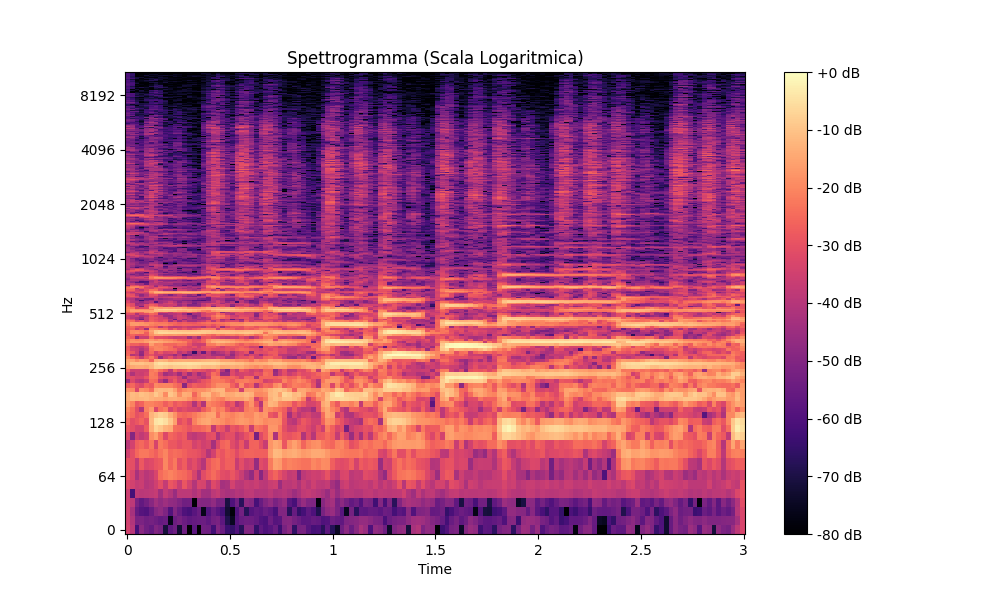 Spettrogramma (Scala Logaritmica)
Hz
8192
4096
2048
1024
512
256
128
64
0
0 0.5 1 1.5 2 2.5 3
Time
+0 dB
-10 dB
-20 dB
-30 dB
-40 dB
-50 dB
-60 dB
-70 dB
-80 dB